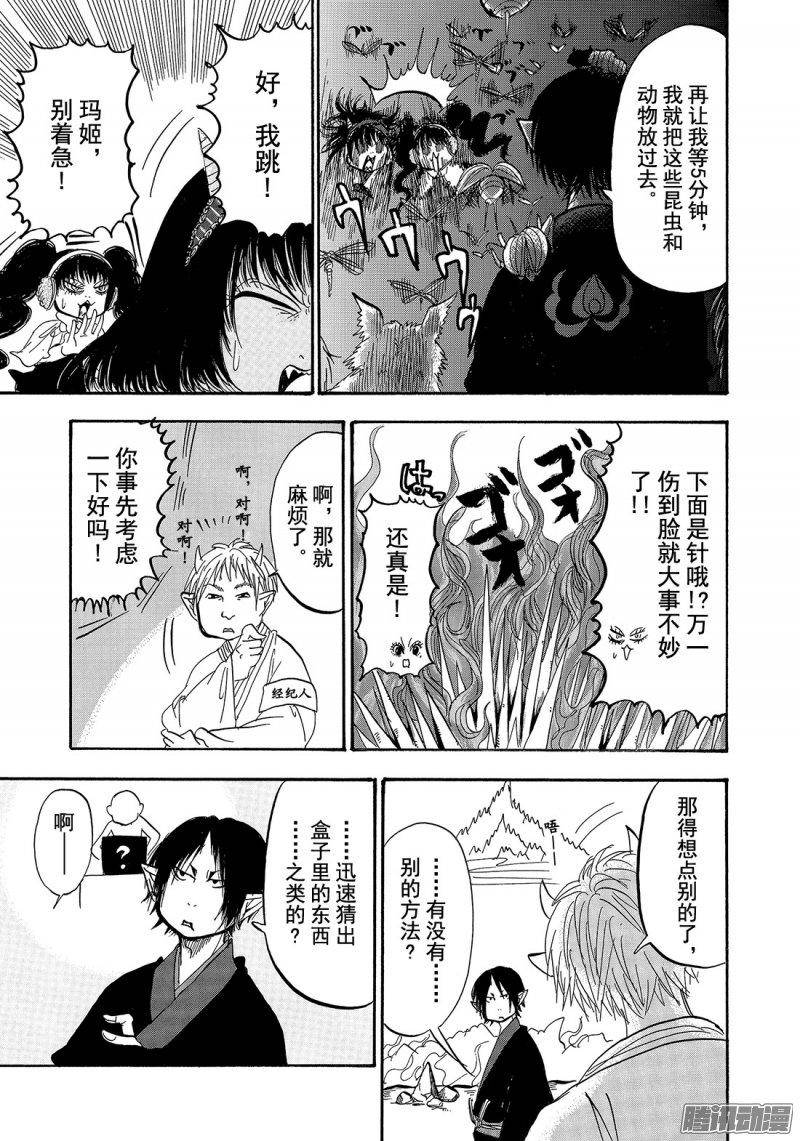 再让我等5分钟，
我就把这些昆虫和
动物放过去。
ワ
ワ
ワ
好，我跳！
玛姬，
别着急！
下面是针哦！？万一
伤到脸就大事不妙
了！！
ゴオ
ゴオ
はっ
还真是！
啊，那就
麻烦了。
啊，对啊！
对啊！
经纪人
你事先考虑
一下好吗！
那得想点别的了，
唔
……有没有
别的方法？
……迅速猜出
盒子里的东西
……之类的？
？
啊——
腾讯动漫